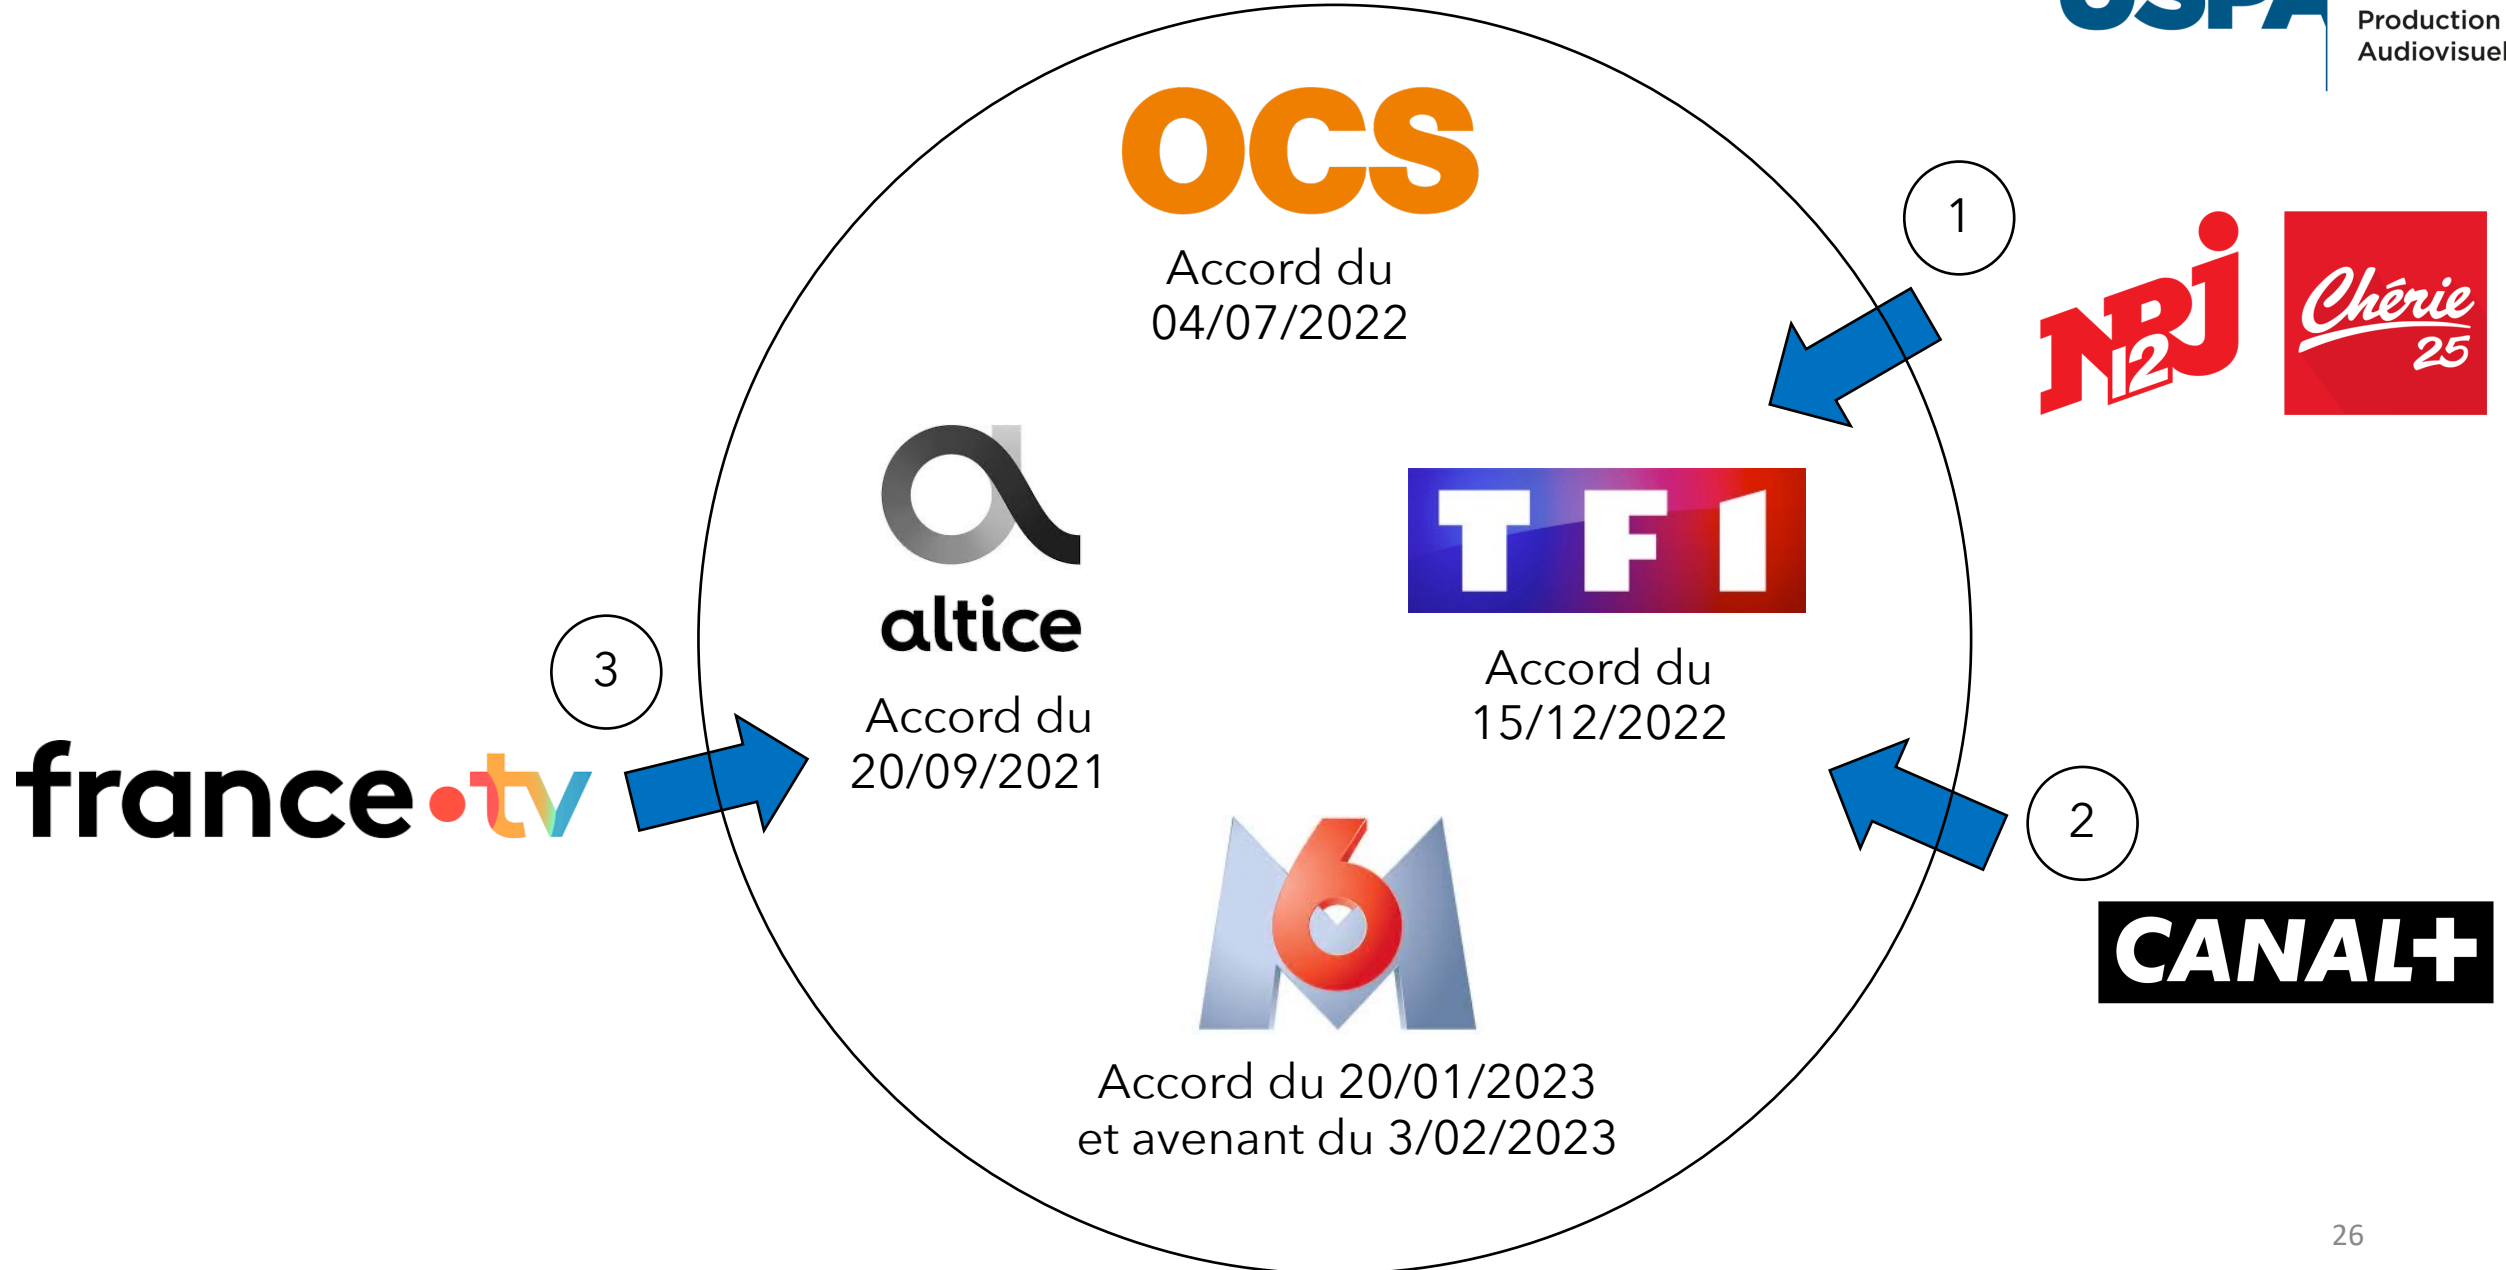 USPA
Production
OCS
Accord du
04/07/2022
1
NRJ
12
Chérie
25
altice
Accord du
20/09/2021
TF1
Accord du
15/12/2022
3
france•tv
2
CANAL+
M6
Accord du 20/01/2023
et avenant du 3/02/2023
26